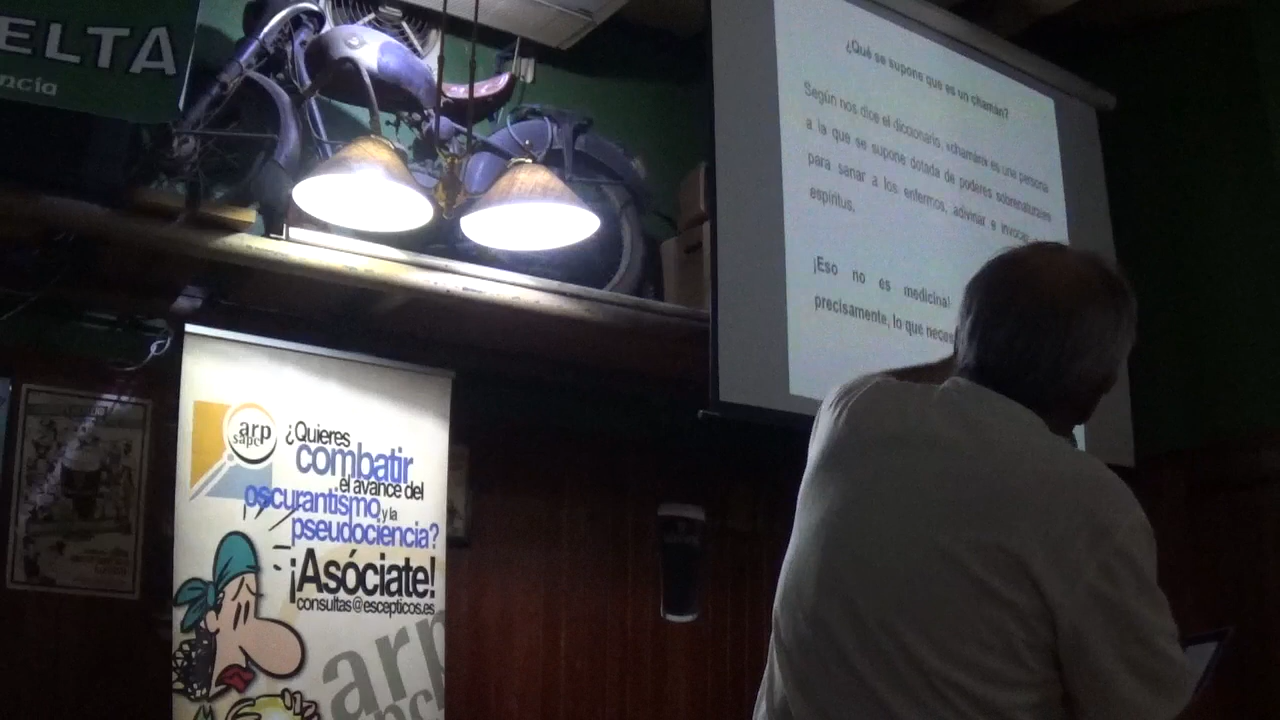 ELTA
ncia
¿Qué se supone que es un chamán?
Según nos dice el diccionario, «chamán» es una persona
a la que se supone dotada de poderes sobrenaturales
para sanar a los enfermos, adivinar e invocar
espíritus.
¡Eso no es medicina!
precisamente, lo que neces
arp
sapc
¿Quieres
combatir
el avance del
oscurantismo y la
pseudociencia?
¡Asóciate!
consultas@escepticos.es
arp